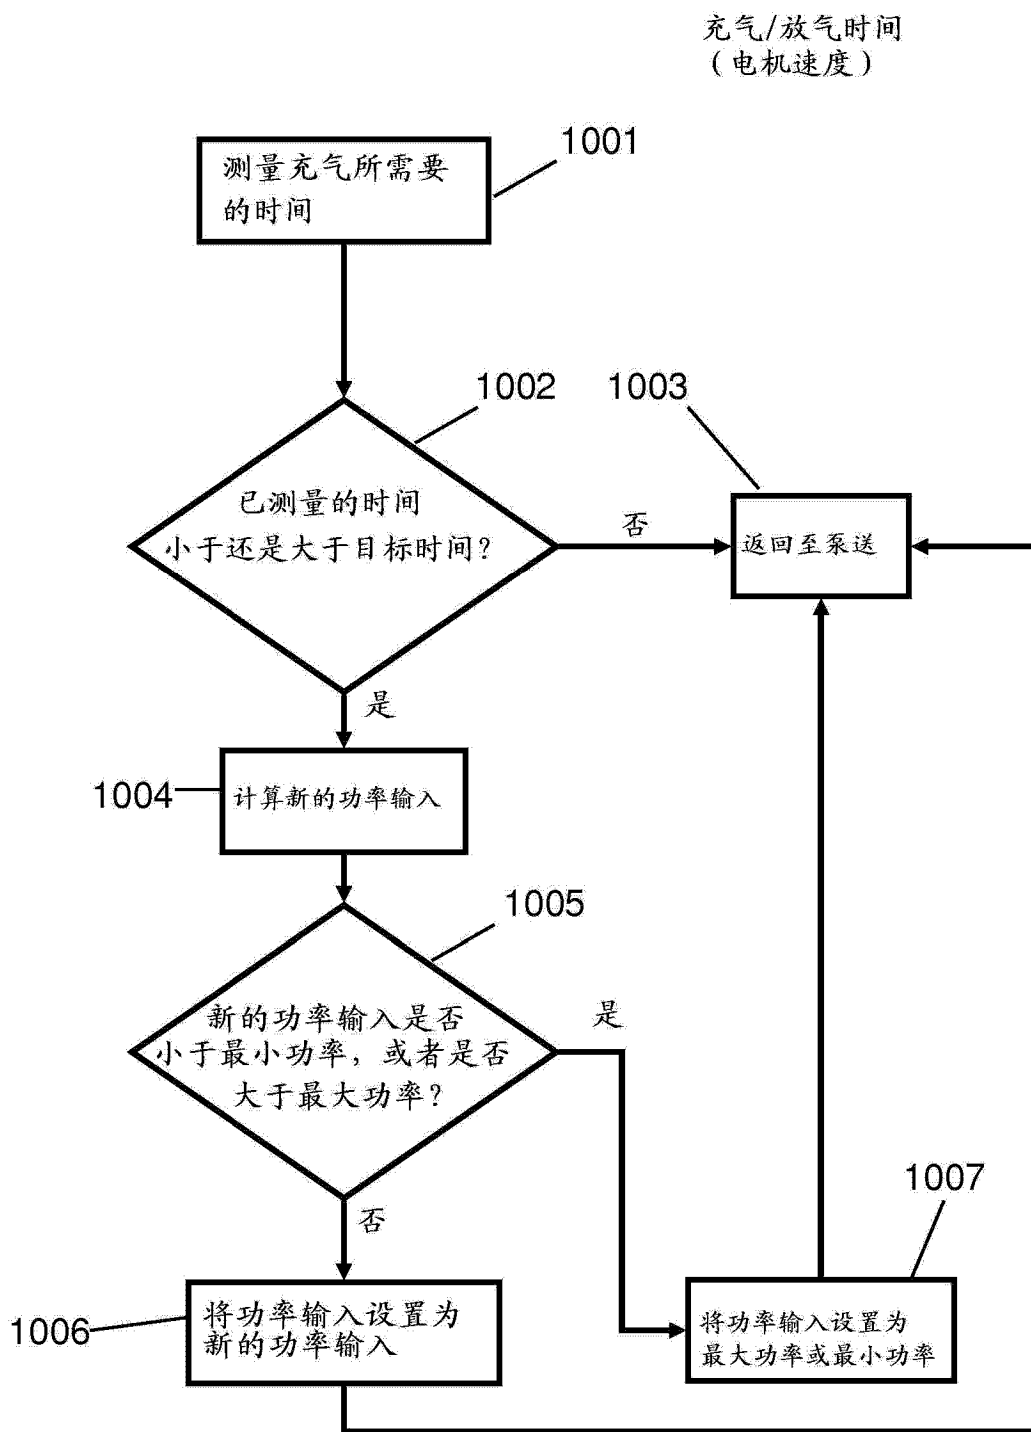 充气/放气时间
（电机速度）
1001
测量充气所需要
的时间
1002
1003
已测量的时间
小于还是大于目标时间？
否
返回至泵送
是
1004
计算新的功率输入
1005
新的功率输入是否
小于最小功率，或者是否
大于最大功率？
是
否
1007
1006
将功率输入设置为
新的功率输入
将功率输入设置为
最大功率或最小功率